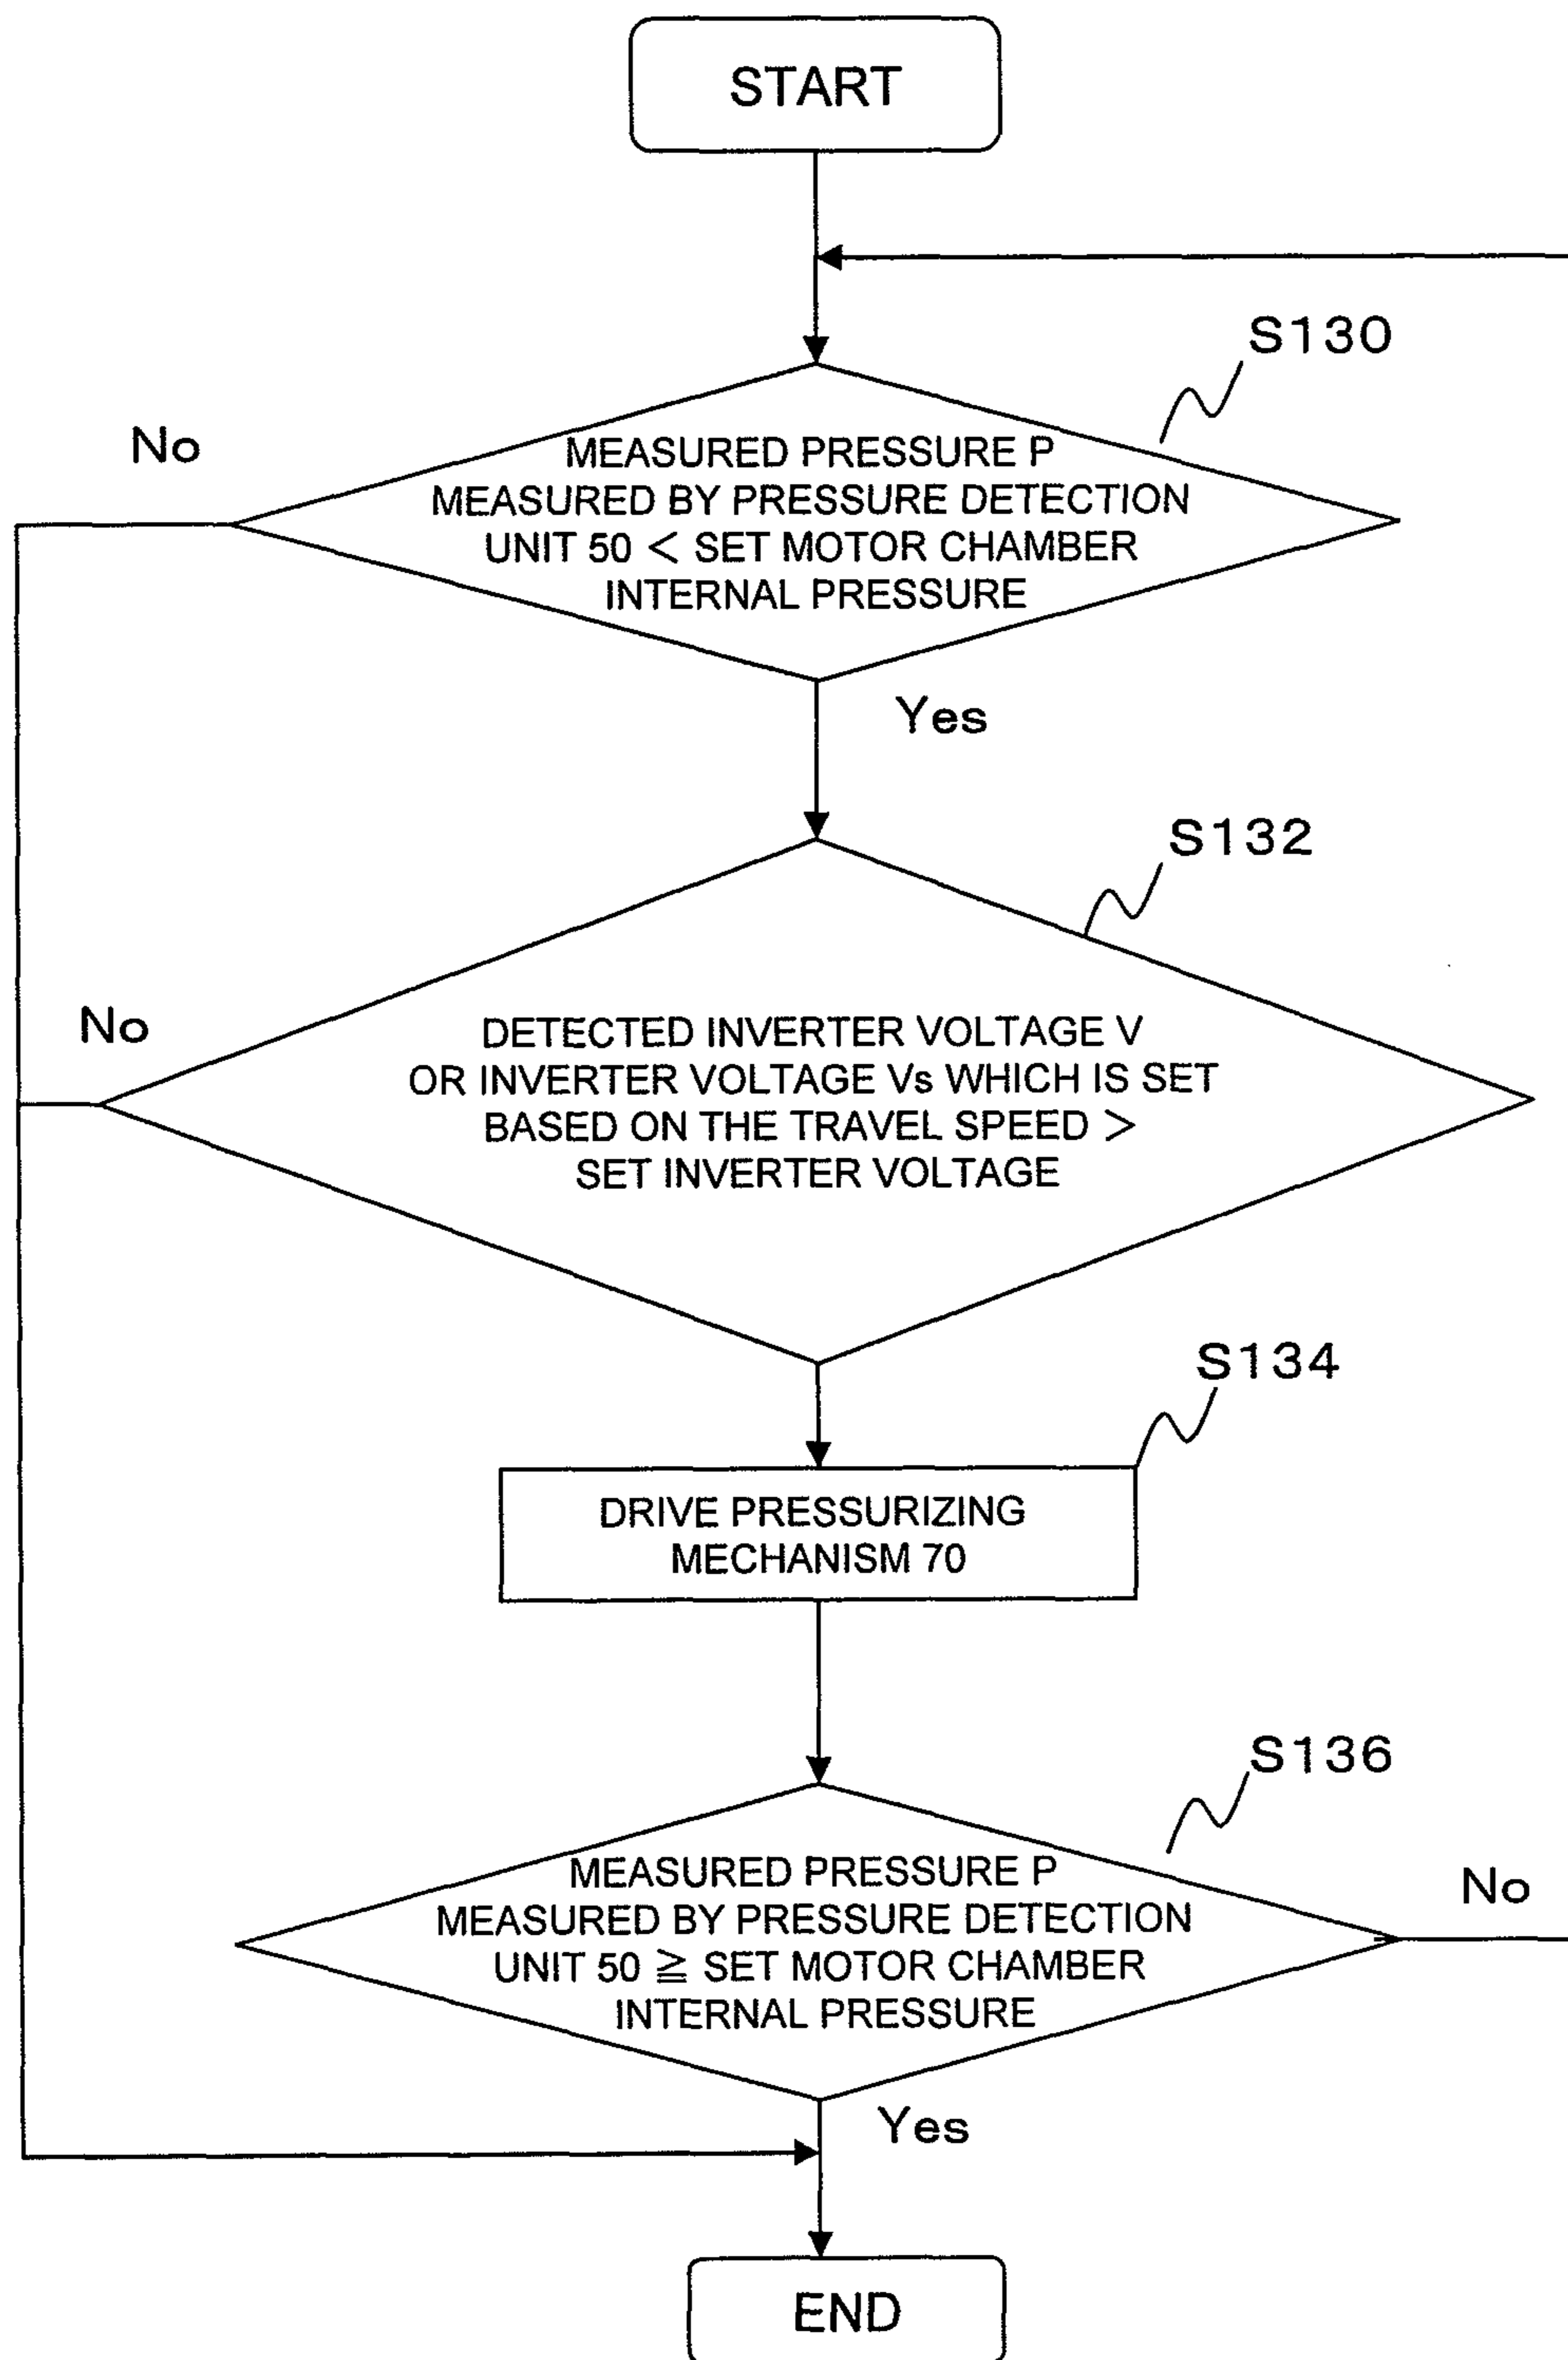 START
S130
No
MEASURED PRESSURE P
MEASURED BY PRESSURE DETECTION
UNIT 50 < SET MOTOR CHAMBER
INTERNAL PRESSURE
Yes
S132
No
DETECTED INVERTER VOLTAGE V
OR INVERTER VOLTAGE Vs WHICH IS SET
BASED ON THE TRAVEL SPEED >
SET INVERTER VOLTAGE
S134
DRIVE PRESSURIZING
MECHANISM 70
S136
MEASURED PRESSURE P
MEASURED BY PRESSURE DETECTION
UNIT 50 ≧ SET MOTOR CHAMBER
INTERNAL PRESSURE
No
Yes
END